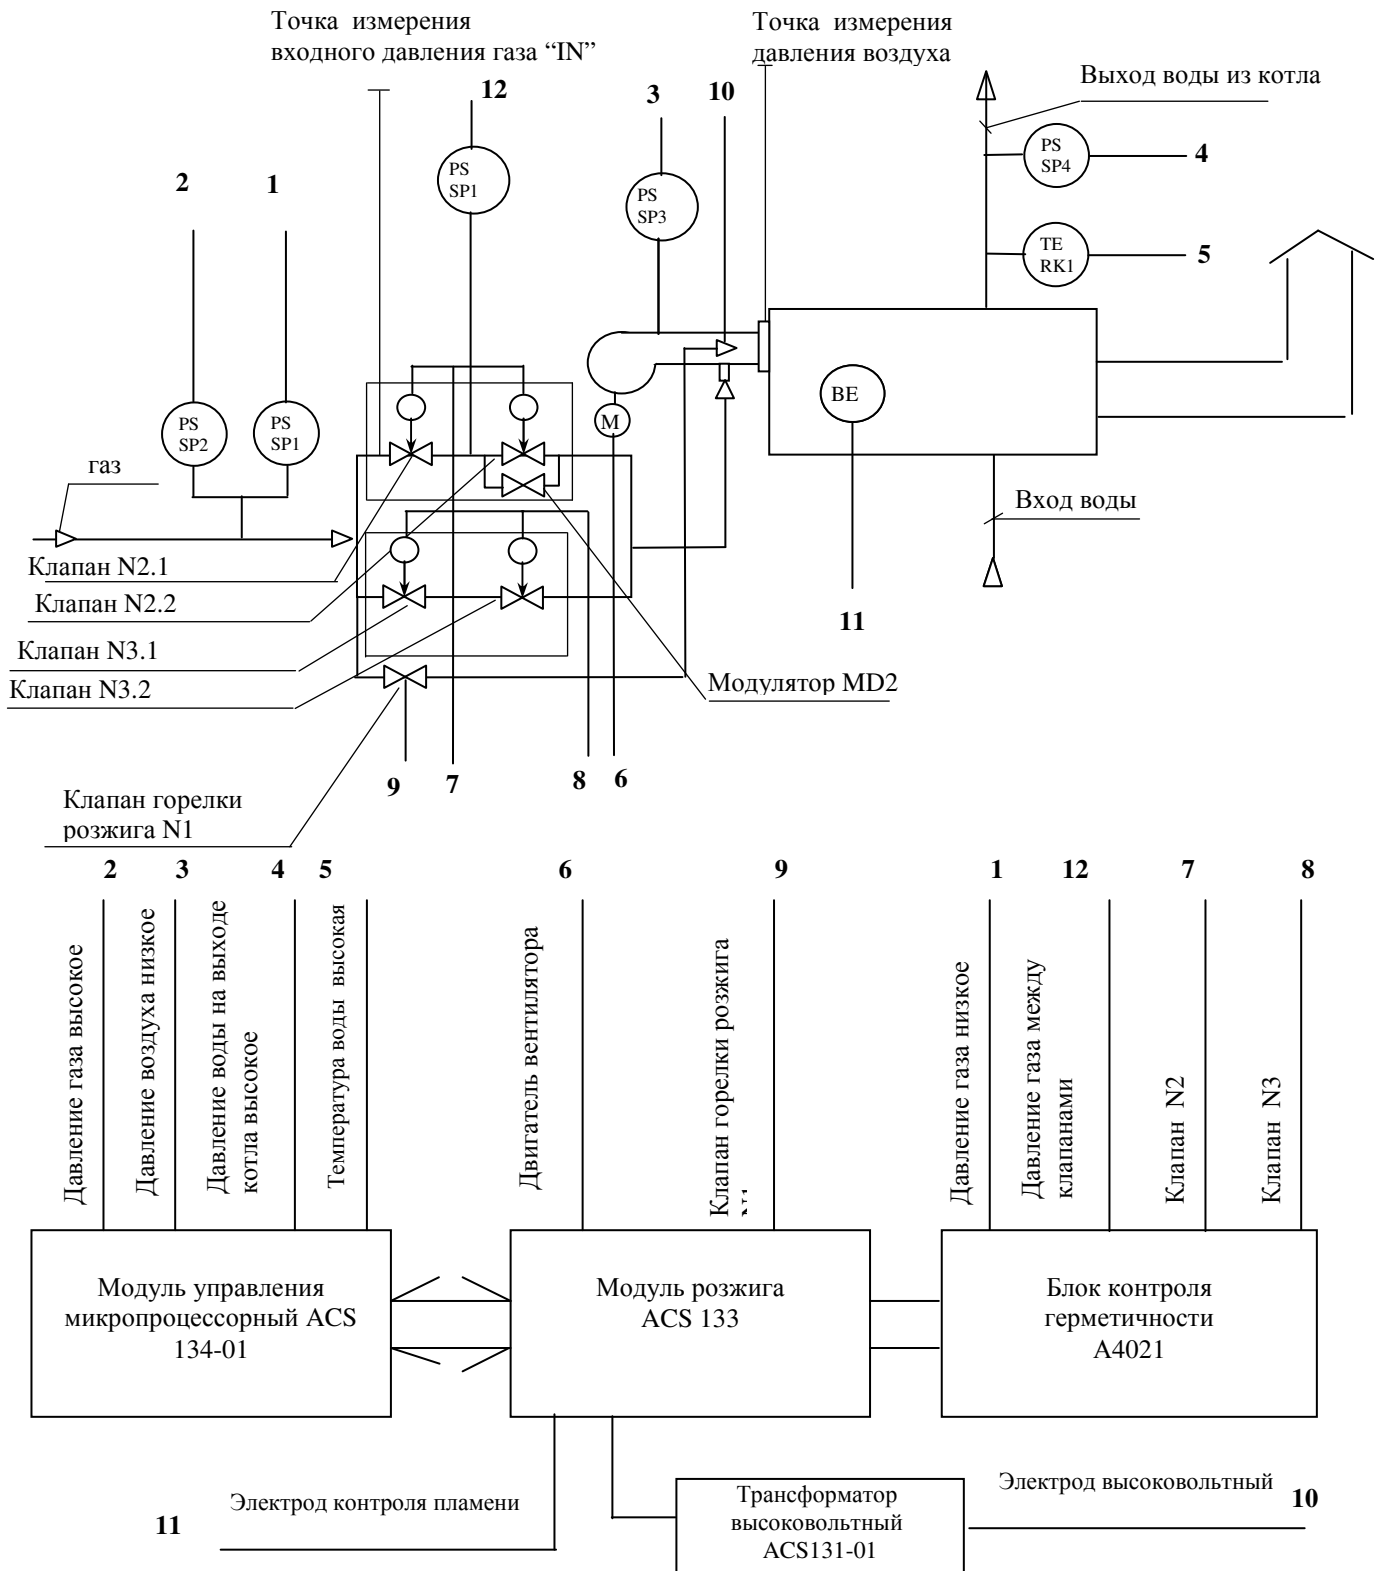 Точка измерения
входного давления газа “IN”
Точка измерения
давления воздуха
Выход воды из котла
12
3
10
PS
SP1
PS
SP3
PS
SP4
4
2
1
TE
RK1
5
PS
SP2
PS
SP1
M
BE
газ
Вход воды
Клапан N2.1
Клапан N2.2
11
Клапан N3.1
Клапан N3.2
Модулятор MD2
9
7
8
6
Клапан горелки
розжига N1
2
3
4
5
6
9
1
12
7
8
Давление газа высокое
Давление воздуха низкое
Давление воды на выходе
котла высокое
Температура воды высокая
Двигатель вентилятора
Клапан горелки розжига
Давление газа низкое
Давление газа между
клапанами
Клапан N2
Клапан N3
Модуль управления
микропроцессорный ACS
134-01
Модуль розжига
ACS 133
Блок контроля
герметичности
А4021
Электрод контроля пламени
11
Трансформатор
высоковольтный
ACS131-01
Электрод высоковольтный
10